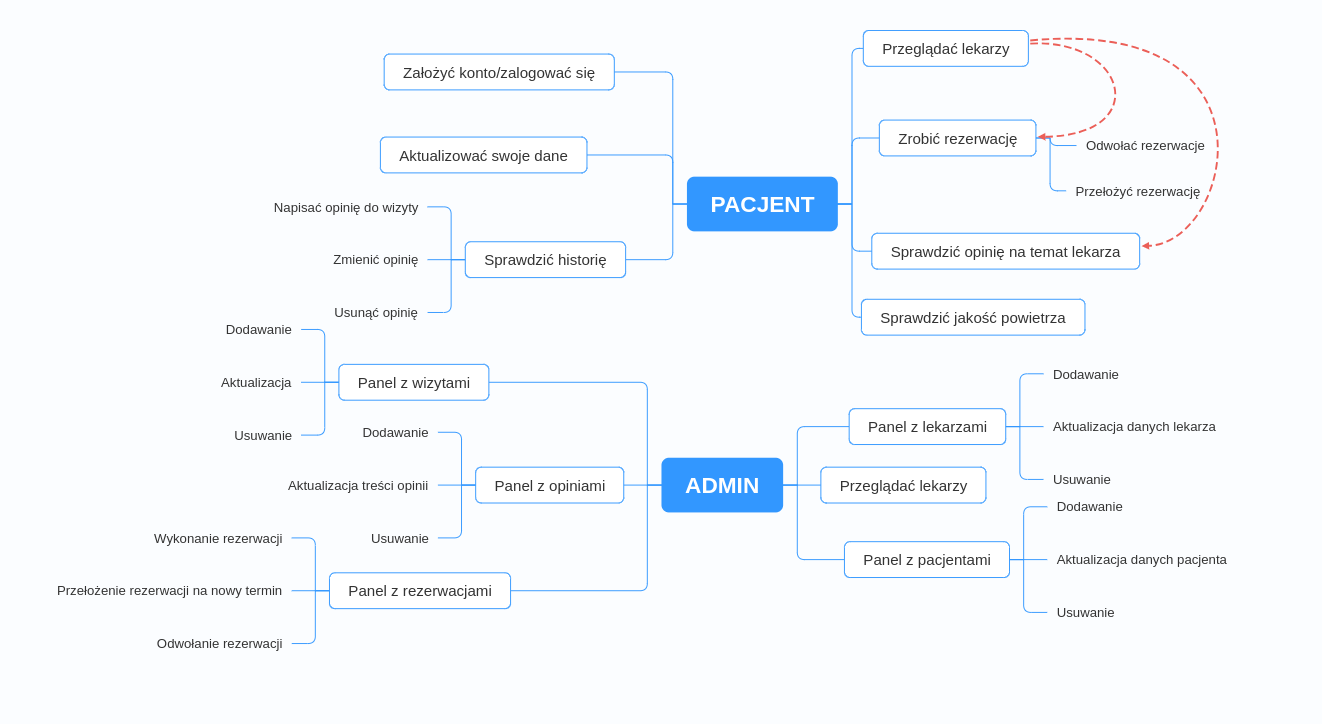 Założyć konto/zalogować się
Aktualizować swoje dane
Napisać opinię do wizyty
Zmienić opinię
Usunąć opinię
Sprawdzić historię
PACJENT
Przeglądać lekarzy
Zrobić rezerwację
Odwołać rezerwacje
Przełożyć rezerwację
Sprawdzić opinię na temat lekarza
Sprawdzić jakość powietrza
Dodawanie
Aktualizacja
Usuwanie
Panel z wizytami
Dodawanie
Aktualizacja treści opinii
Usuwanie
Panel z opiniami
Wykonanie rezerwacji
Przełożenie rezerwacji na nowy termin
Odwołanie rezerwacji
Panel z rezerwacjami
ADMIN
Panel z lekarzami
Dodawanie
Aktualizacja danych lekarza
Usuwanie
Przeglądać lekarzy
Panel z pacjentami
Dodawanie
Aktualizacja danych pacjenta
Usuwanie